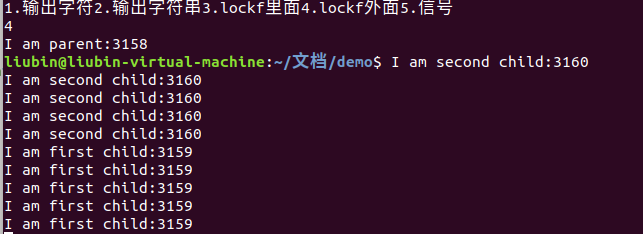 1.输出字符2.输出字符串3.lockf里面4.lockf外面5.信号
4
I am parent:3158
liubin@liubin-virtual-machine:~/文档/demo$ I am second child:3160
I am second child:3160
I am second child:3160
I am second child:3160
I am second child:3160
I am first child:3159
I am first child:3159
I am first child:3159
I am first child:3159
I am first child:3159